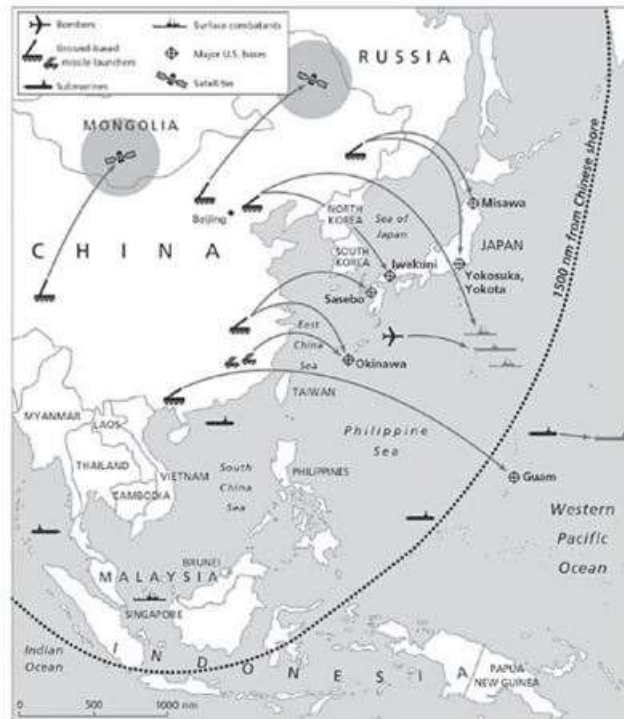 Bombers
Surface combatants
Ground-based
missile launchers
Major U.S. bases
Submarines
Satellites
RUSSIA
MONGOLIA
1500 nm from Chinese shore
Misawa
NORTH
KOREA
Sea of
Japan
JAPAN
Beijing
CHINA
SOUTH
KOREA
Iwakuni
Yokosuka,
Yokota
Sasebo
East
China
Sea
Okinawa
TAIWAN
MYANMAR
LAOS
Philippine
Sea
THAILAND
VIETNAM
South
China
Sea
PHILIPPINES
Guam
CAMBODIA
Western
Pacific
Ocean
BRUNEI
MALAYSIA
SINGAPORE
Indian
Ocean
INDONESIA
PAPUA
NEW GUINEA
0 500 1000 nm